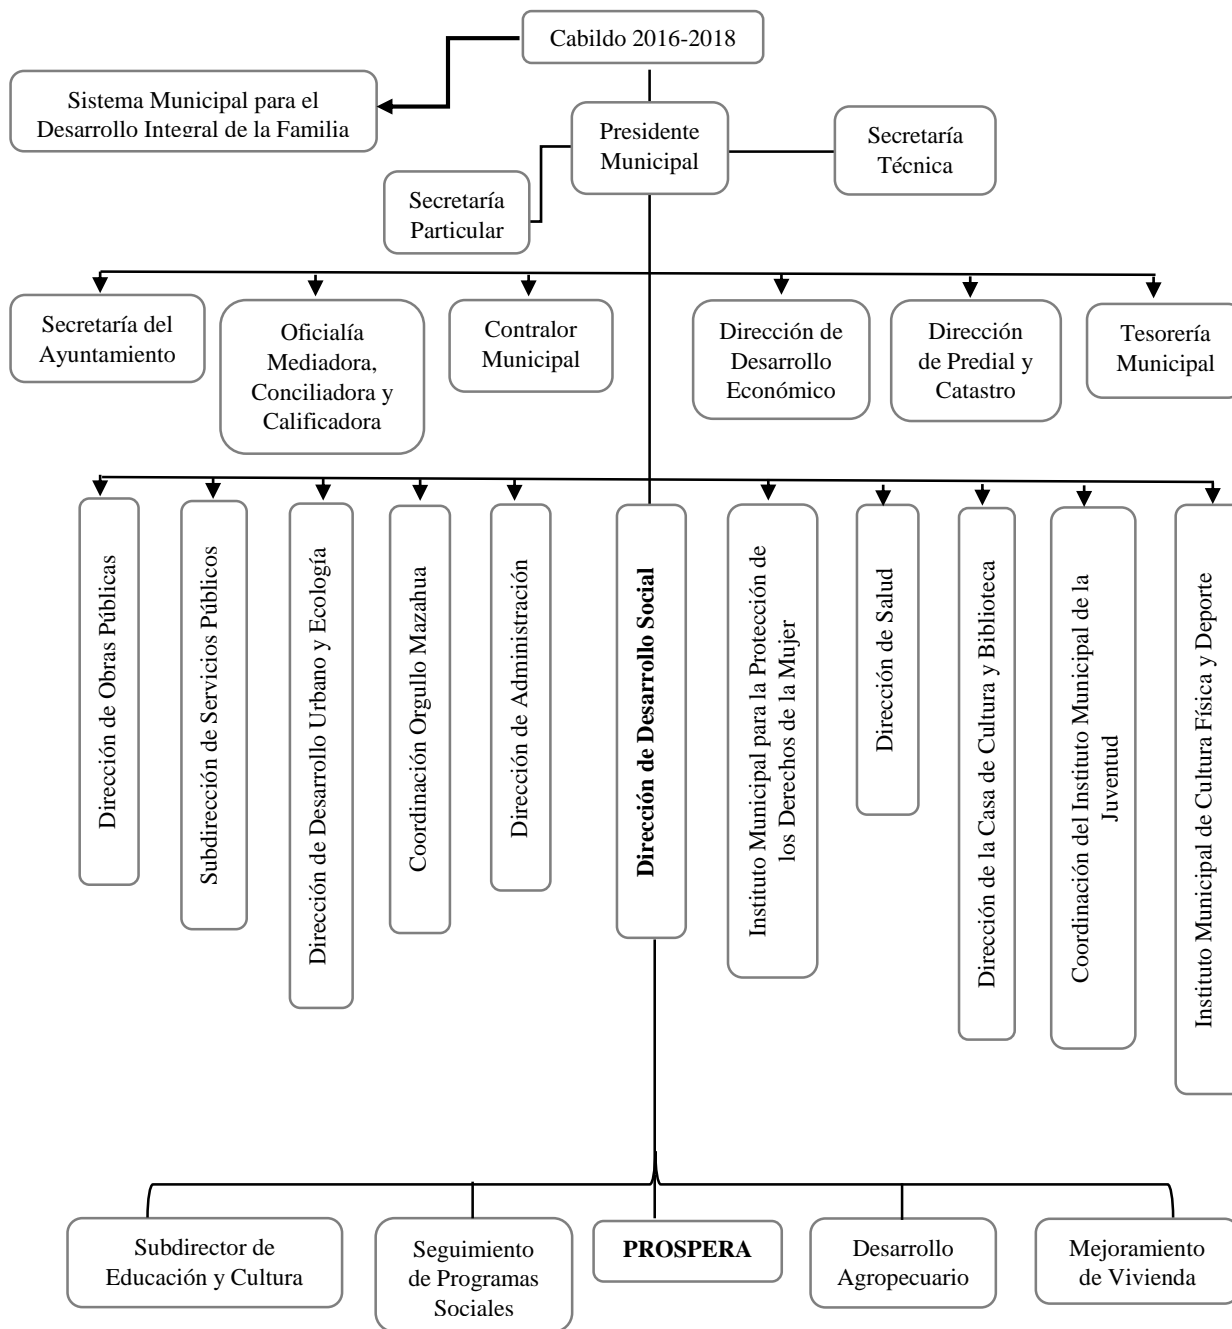 Cabildo 2016-2018
Sistema Municipal para el
Desarrollo Integral de la Familia
Presidente
Municipal
Secretaría
Técnica
Secretaría
Particular
Secretaría del
Ayuntamiento
Oficialía
Mediadora,
Conciliadora y
Calificadora
Contralor
Municipal
Dirección de
Desarrollo
Económico
Dirección
de Predial y
Catastro
Tesorería
Municipal
Dirección de Obras Públicas
Subdirección de Servicios Públicos
Dirección de Desarrollo Urbano y Ecología
Coordinación Orgullo Mazahua
Dirección de Administración
Dirección de Desarrollo Social
Instituto Municipal para la Protección de
los Derechos de la Mujer
Dirección de Salud
Dirección de la Casa de Cultura y Biblioteca
Coordinación del Instituto Municipal de la
Juventud
Instituto Municipal de Cultura Física y Deporte
Subdirector de
Educación y Cultura
Seguimiento
de Programas
Sociales
PROSPERA
Desarrollo
Agropecuario
Mejoramiento
de Vivienda